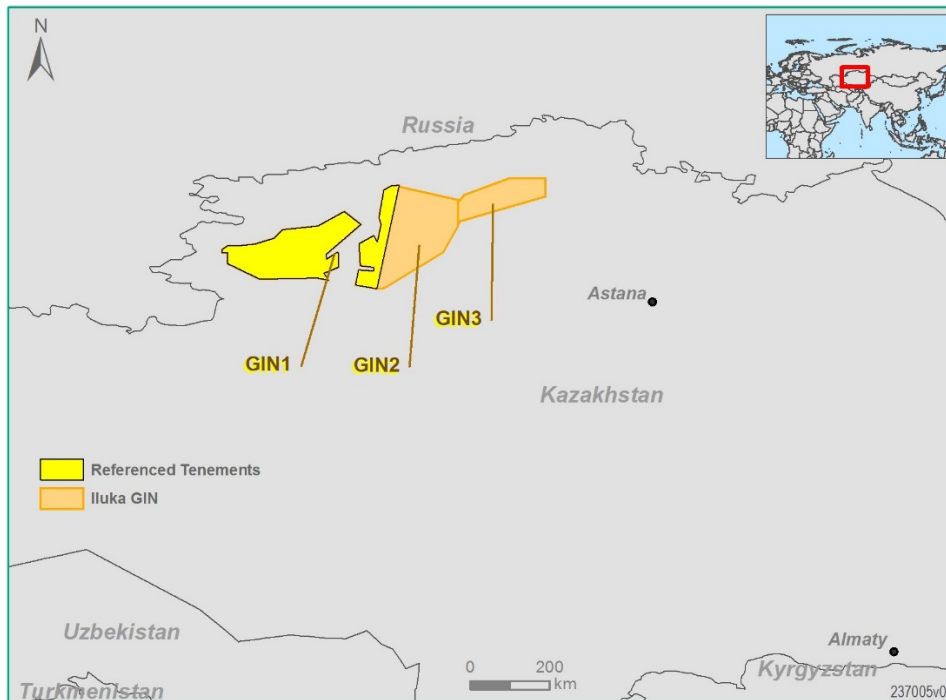 N
Russia
Astana
GIN3
GIN1
GIN2
Kazakhstan
Referenced Tenements
Iluka GIN
Uzbekistan
Almaty
0 200
km
Kyrgyzstan
Turkmenistan
237005v0